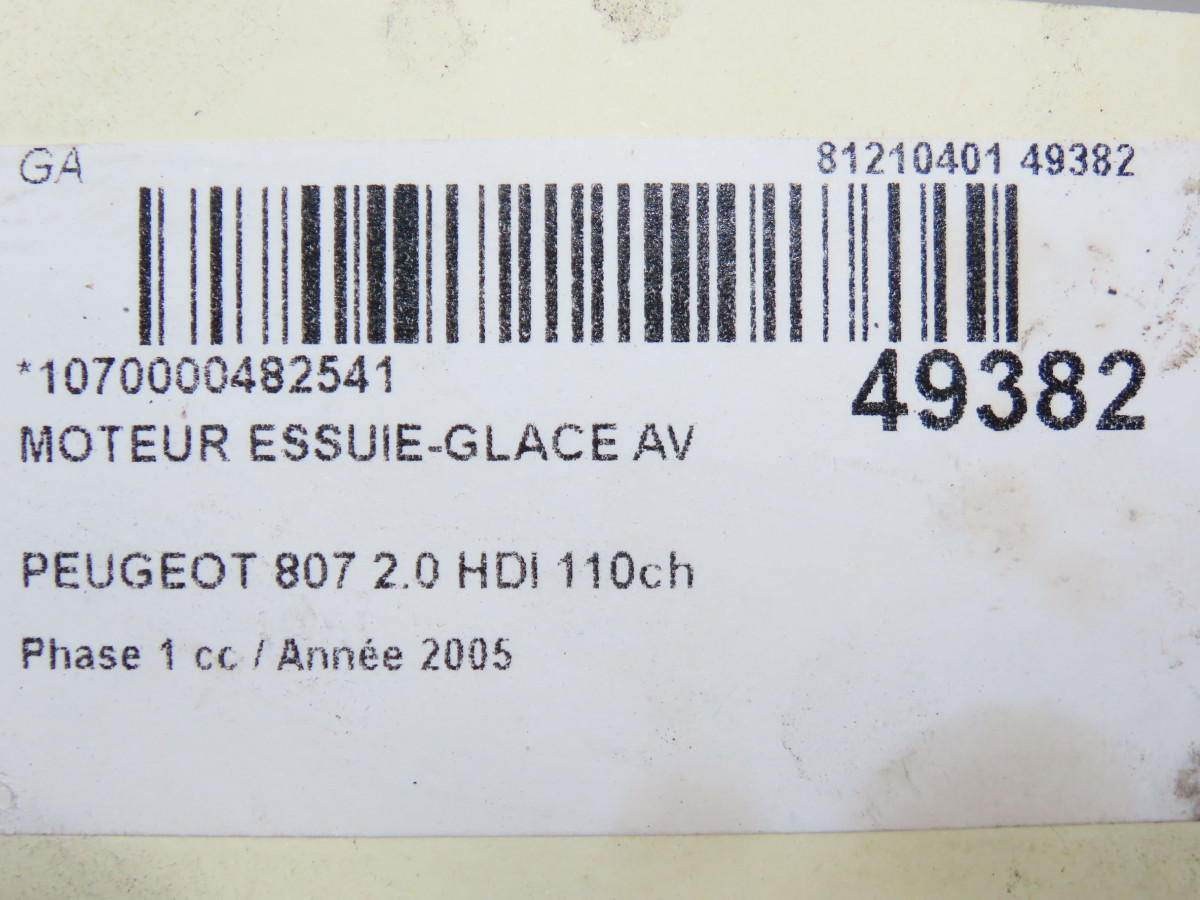 GA 81210401 49382
*1070000482541 49382
MOTEUR ESSUIE-GLACE AV
PEUGEOT 807 2.0 HDI 110ch
Phase 1 cc / Année 2005